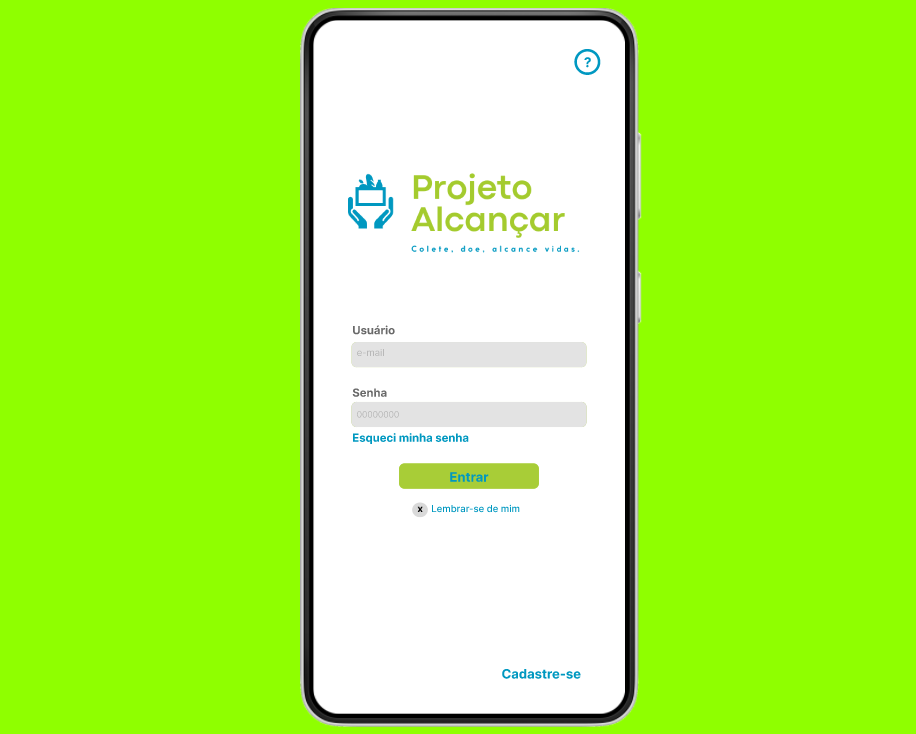 ?
Projeto
Alcançar
Colete, doe, alcance vidas.
Usuário
e-mail
Senha
00000000
Esqueci minha senha
Entrar
x Lembrar-se de mim
Cadastre-se